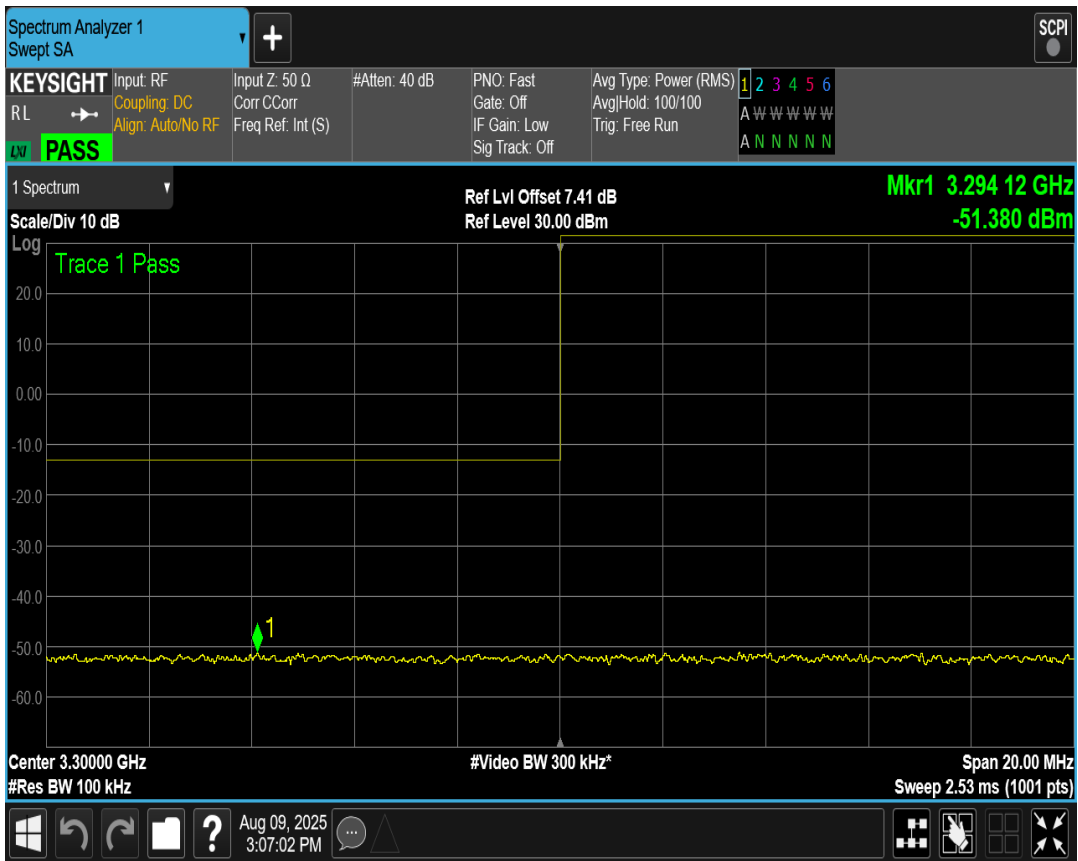 Spectrum Analyzer 1
Swept SA
+
SCPI
KEYSIGHT
RL
LXI PASS
Input: RF
Coupling: DC
Align: Auto/No RF
Input Z: 50 Ω
Corr CCorr
Freq Ref: Int (S)
#Atten: 40 dB
PNO: Fast
Gate: Off
IF Gain: Low
Sig Track: Off
Avg Type: Power (RMS)
Avg|Hold: 100/100
Trig: Free Run
1 2 3 4 5 6
A W W W W W
A N N N N N
1 Spectrum
Scale/Div 10 dB
Ref Lvl Offset 7.41 dB
Ref Level 30.00 dBm
Mkr1 3.294 12 GHz
-51.380 dBm
Log
Trace 1 Pass
20.0
10.0
0.00
-10.0
-20.0
-30.0
-40.0
1
-50.0
-60.0
Center 3.30000 GHz
#Video BW 300 kHz*
Span 20.00 MHz
#Res BW 100 kHz
Sweep 2.53 ms (1001 pts)
?
Aug 09, 2025
3:07:02 PM